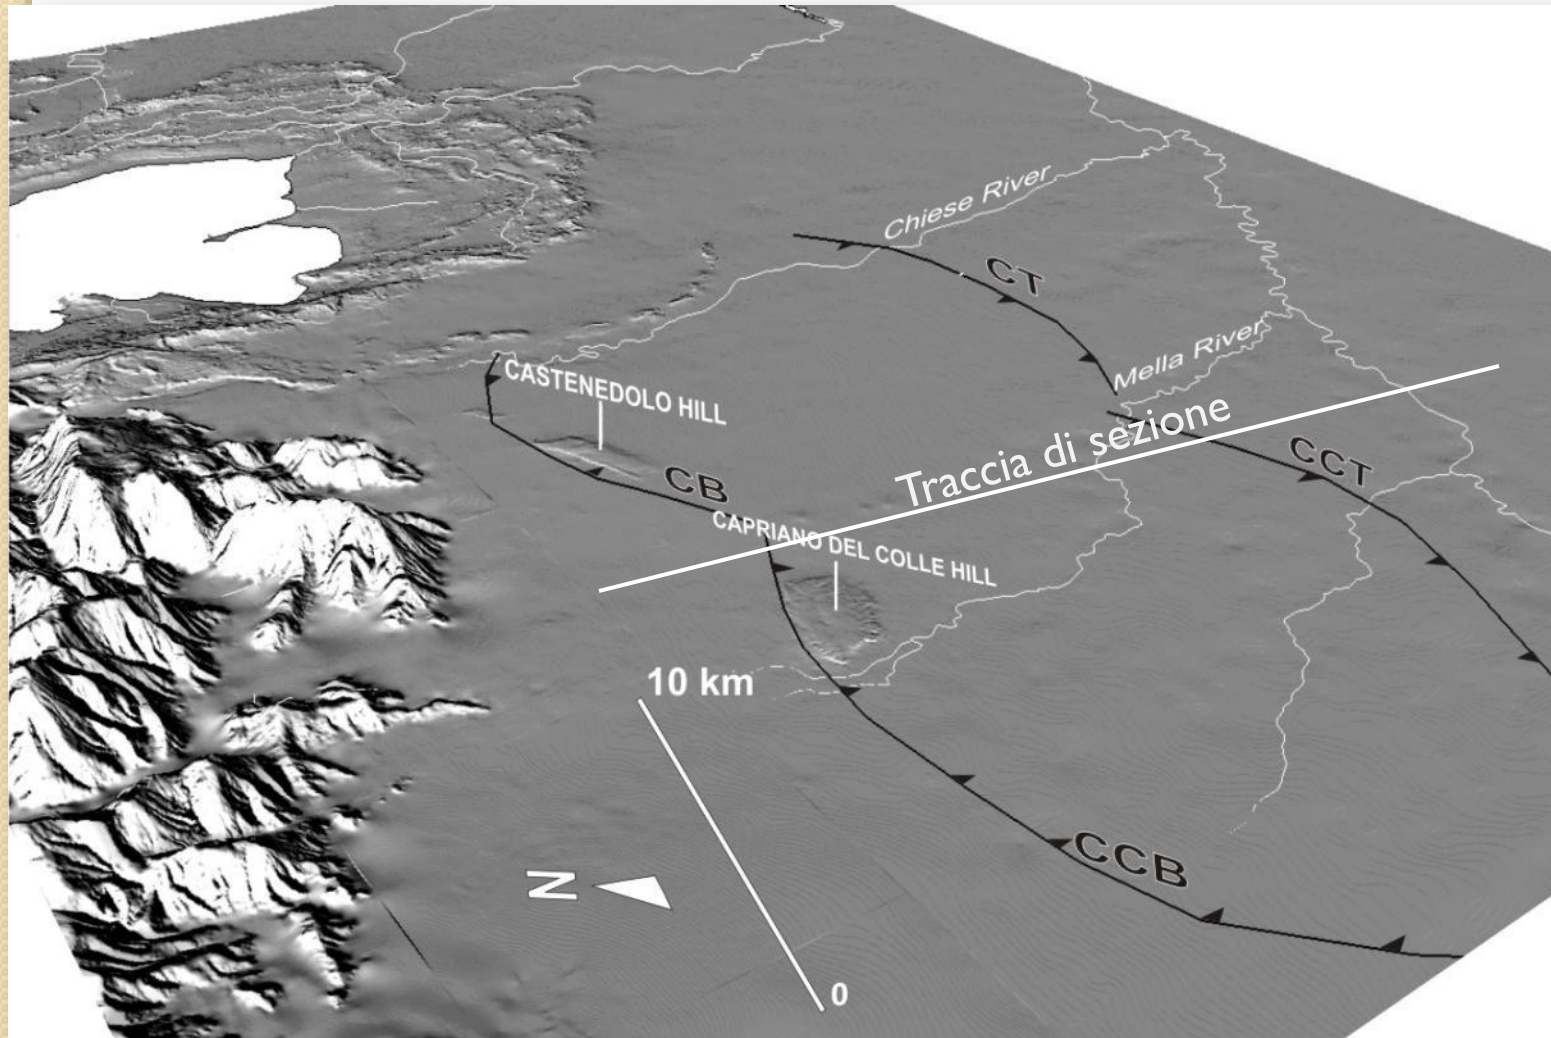 Chiese River
CT
Mella River
CASTENEDOLO HILL
Traccia di sezione
CCT
CB
CAPRIANO DEL COLLE HILL
10 km
CCB
N
0